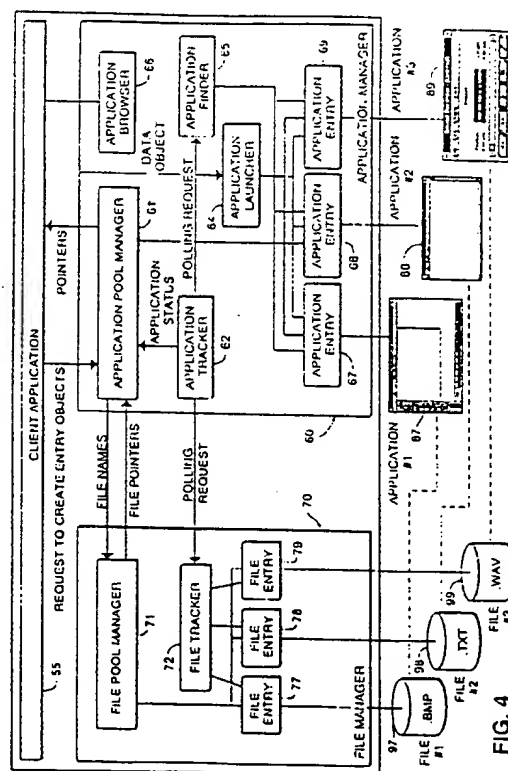 CLIENT APPLICATION
55
REQUEST TO CREATE ENTRY OBJECTS
POINTERS
FILE NAMES
FILE POINTERS
APPLICATION POOL MANAGER
61
APPLICATION STATUS
APPLICATION TRACKER
62
POLLING REQUEST
POLLING REQUEST
DATA OBJECT
APPLICATION BROWSER
66
APPLICATION FINDER
65
APPLICATION LAUNCHER
64
APPLICATION ENTRY
67
APPLICATION ENTRY
68
APPLICATION ENTRY
69
APPLICATION MANAGER
60
FILE POOL MANAGER
71
FILE TRACKER
72
FILE ENTRY
77
FILE ENTRY
78
FILE ENTRY
79
FILE MANAGER
70
APPLICATION #1
87
APPLICATION #2
APPLICATION #3
89
97
.BMP
FILE #1
98
.TXT
FILE #2
99
.WAV
FILE
FIG. 4